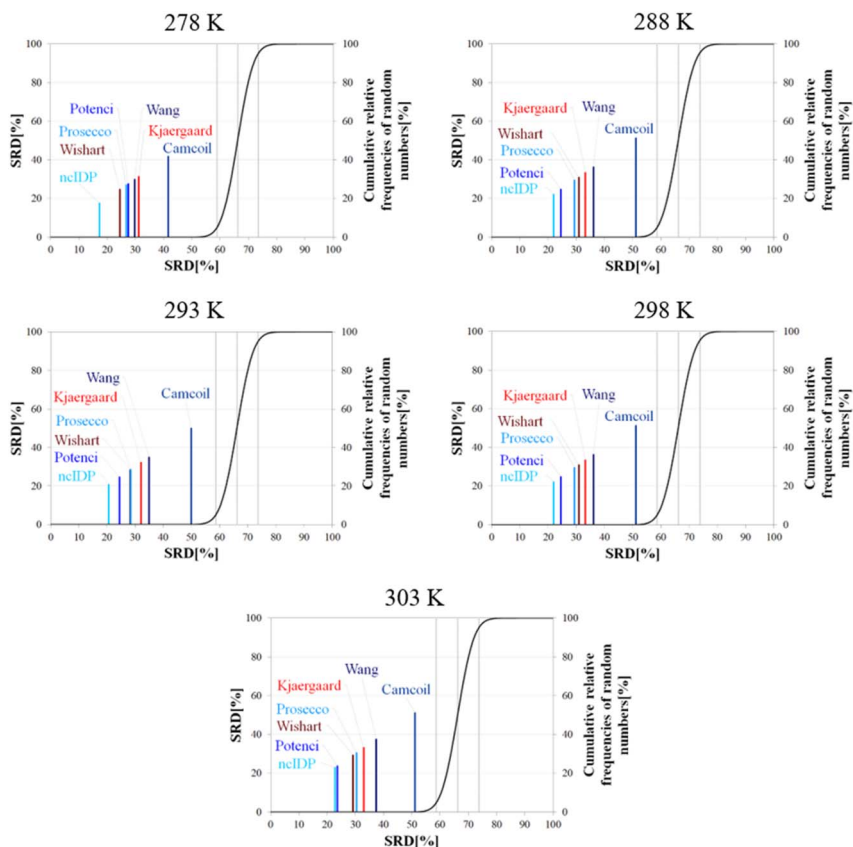 278 K
100
80
60
40
20
0
SRD[%]
Potenci
Prosecco
Wishart
ncIDP
Wang
Kjaergaard
Camcoil
0 10 20 30 40 50 60 70 80 90 100
SRD[%]
100
80
60
40
20
0
Cumulative relative
frequencies of random
numbers[%]
288 K
100
80
60
40
20
0
SRD[%]
Kjaergaard
Wang
Wishart
Camcoil
Prosecco
Potenci
ncIDP
0 10 20 30 40 50 60 70 80 90 100
SRD[%]
100
80
60
40
20
0
Cumulative relative
frequencies of random
numbers[%]
293 K
100
80
60
40
20
0
SRD[%]
Wang
Kjaergaard
Camcoil
Prosecco
Wishart
Potenci
ncIDP
0 10 20 30 40 50 60 70 80 90 100
SRD[%]
100
80
60
40
20
0
Cumulative relative
frequencies of random
numbers[%]
298 K
100
80
60
40
20
0
SRD[%]
Kjaergaard
Wang
Wishart
Camcoil
Prosecco
Potenci
ncIDP
0 10 20 30 40 50 60 70 80 90 100
SRD[%]
100
80
60
40
20
0
Cumulative relative
frequencies of random
numbers[%]
303 K
100
80
60
40
20
0
SRD[%]
Wang
Kjaergaard
Camcoil
Prosecco
Wishart
Potenci
ncIDP
0 10 20 30 40 50 60 70 80 90 100
SRD[%]
100
80
60
40
20
0
Cumulative relative
frequencies of random
numbers[%]